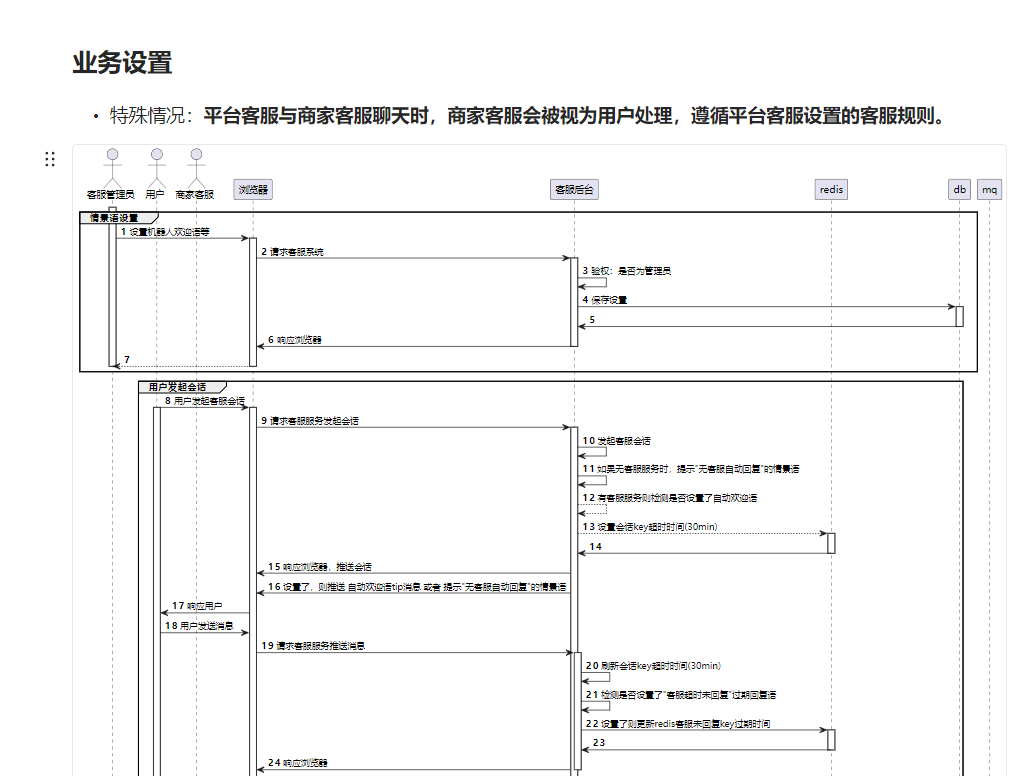 业务设置
• 特殊情况：平台客服与商家客服聊天时，商家客服会被视为用户处理，遵循平台客服设置的客服规则。
客服管理员 用户 商家客服 浏览器 客服后台 redis db mq
情景语设置
1 设置机器人欢迎语等
2 请求客服系统
3 验权：是否为管理员
4 保存设置
5
6 响应浏览器
7
用户发起会话
8 用户发起客服会话
9 请求客服服务发起会话
10 发起客服会话
11 如果无客服服务时，提示"无客服自动回复"的情景语
12 有客服服务则检测是否设置了自动欢迎语
13 设置会话key超时时间(30min)
14
15 响应浏览器，推送会话
16 设置了，则推送 自动欢迎语tip消息 或者 提示"无客服自动回复"的情景语
17 响应用户
18 用户发送消息
19 请求客服服务推送消息
20 刷新会话key超时时间(30min)
21 检测是否设置了"客服超时未回复"过期回复语
22 设置了则更新redis客服未回复key过期时间
23
24 响应浏览器